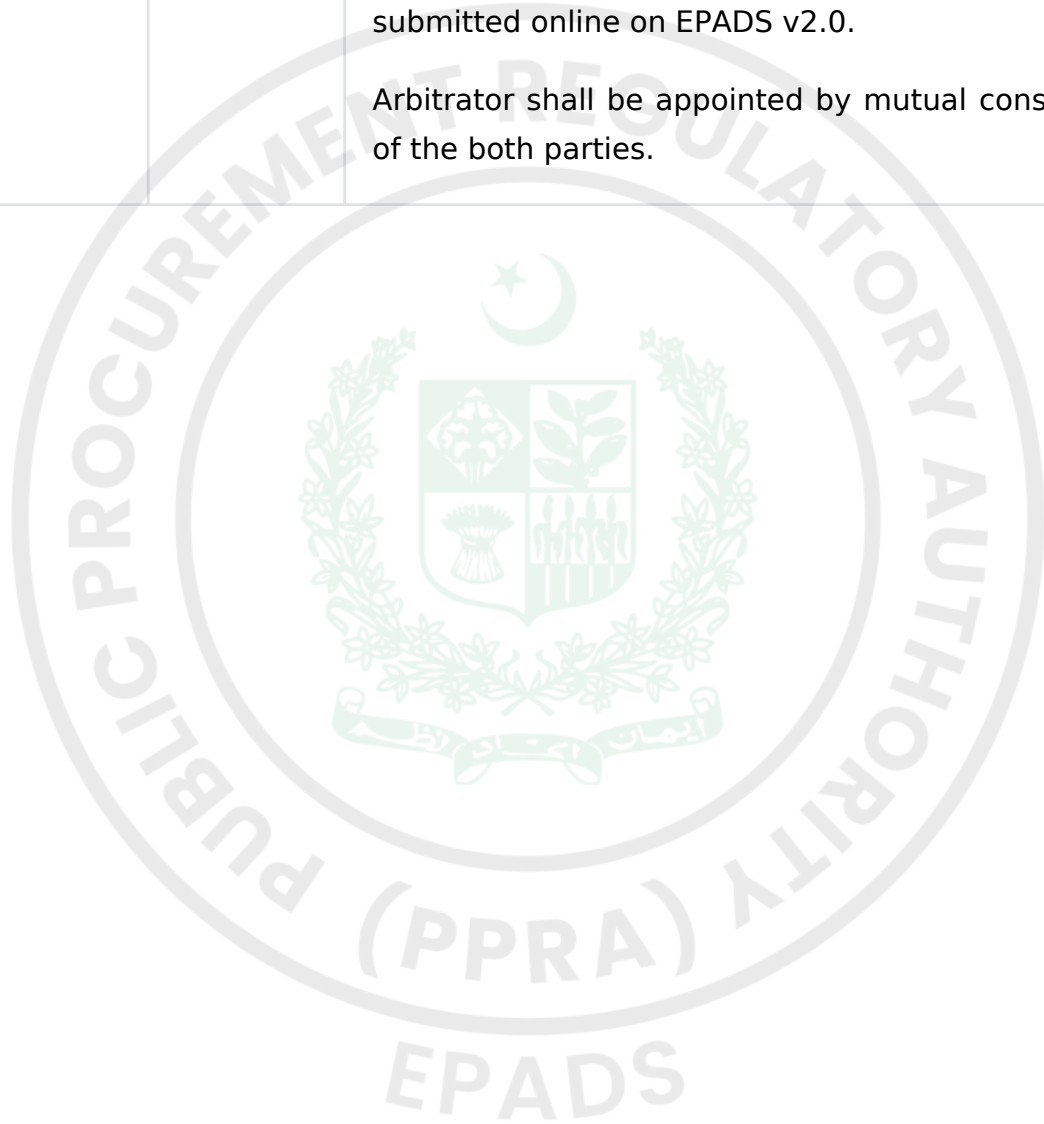 submitted online on EPADS v2.0.
Arbitrator shall be appointed by mutual cons
of the both parties.
PUBLIC PROCUREMENT REGULATORY AUTHORITY
(PPRA)
EPADS